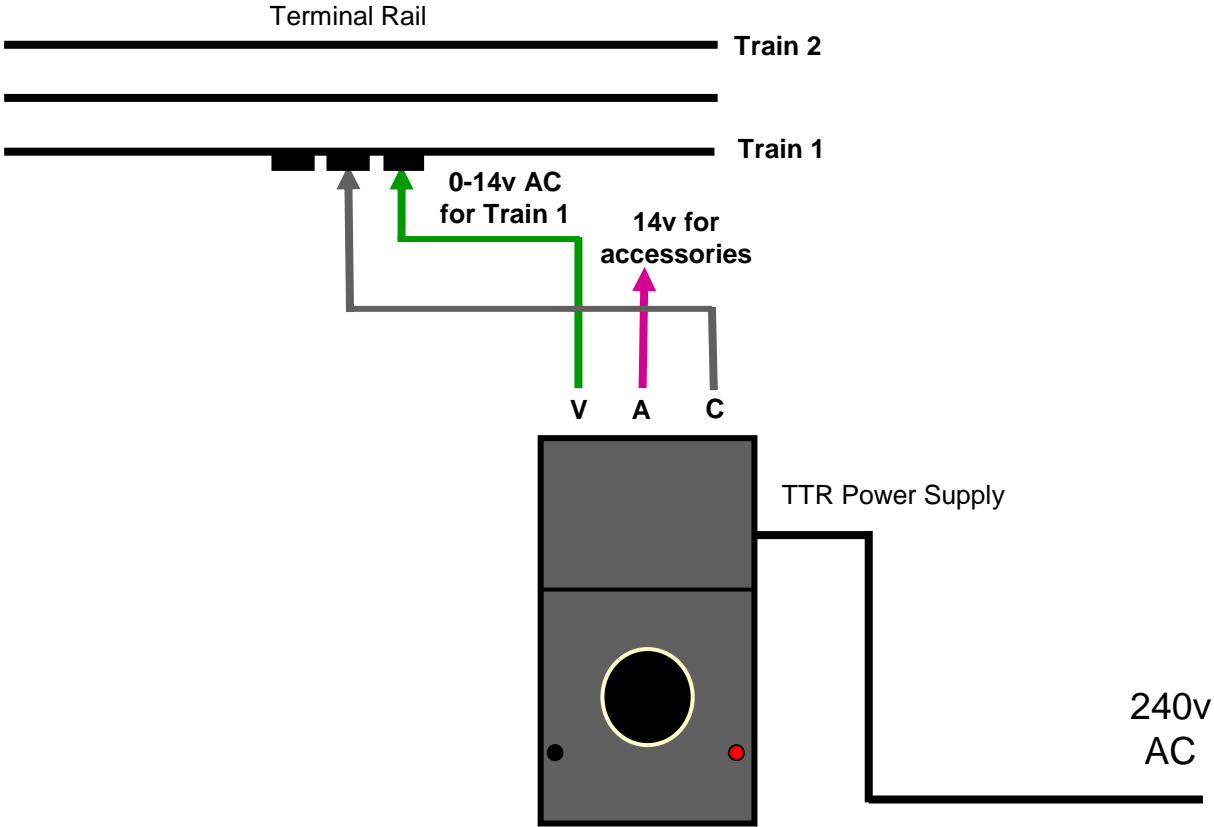 Terminal Rail
Train 2
Train 1
0-14v AC
for Train 1
14v for
accessories
V A C
TTR Power Supply
240v
AC